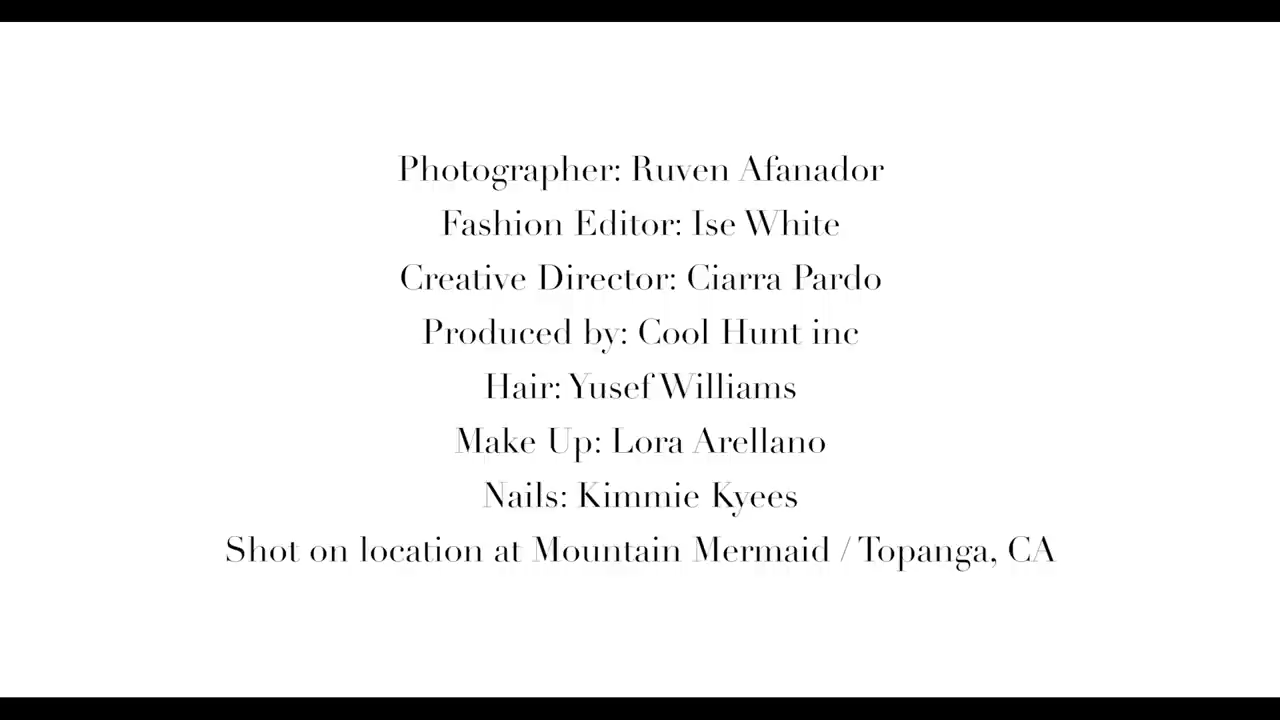 Photographer: Ruven Afanador
Fashion Editor: Ise White
Creative Director: Ciarra Pardo
Produced by: Cool Hunt inc
Hair: Yusef Williams
Make Up: Lora Arellano
Nails: Kimmie Kyees
Shot on location at Mountain Mermaid / Topanga, CA